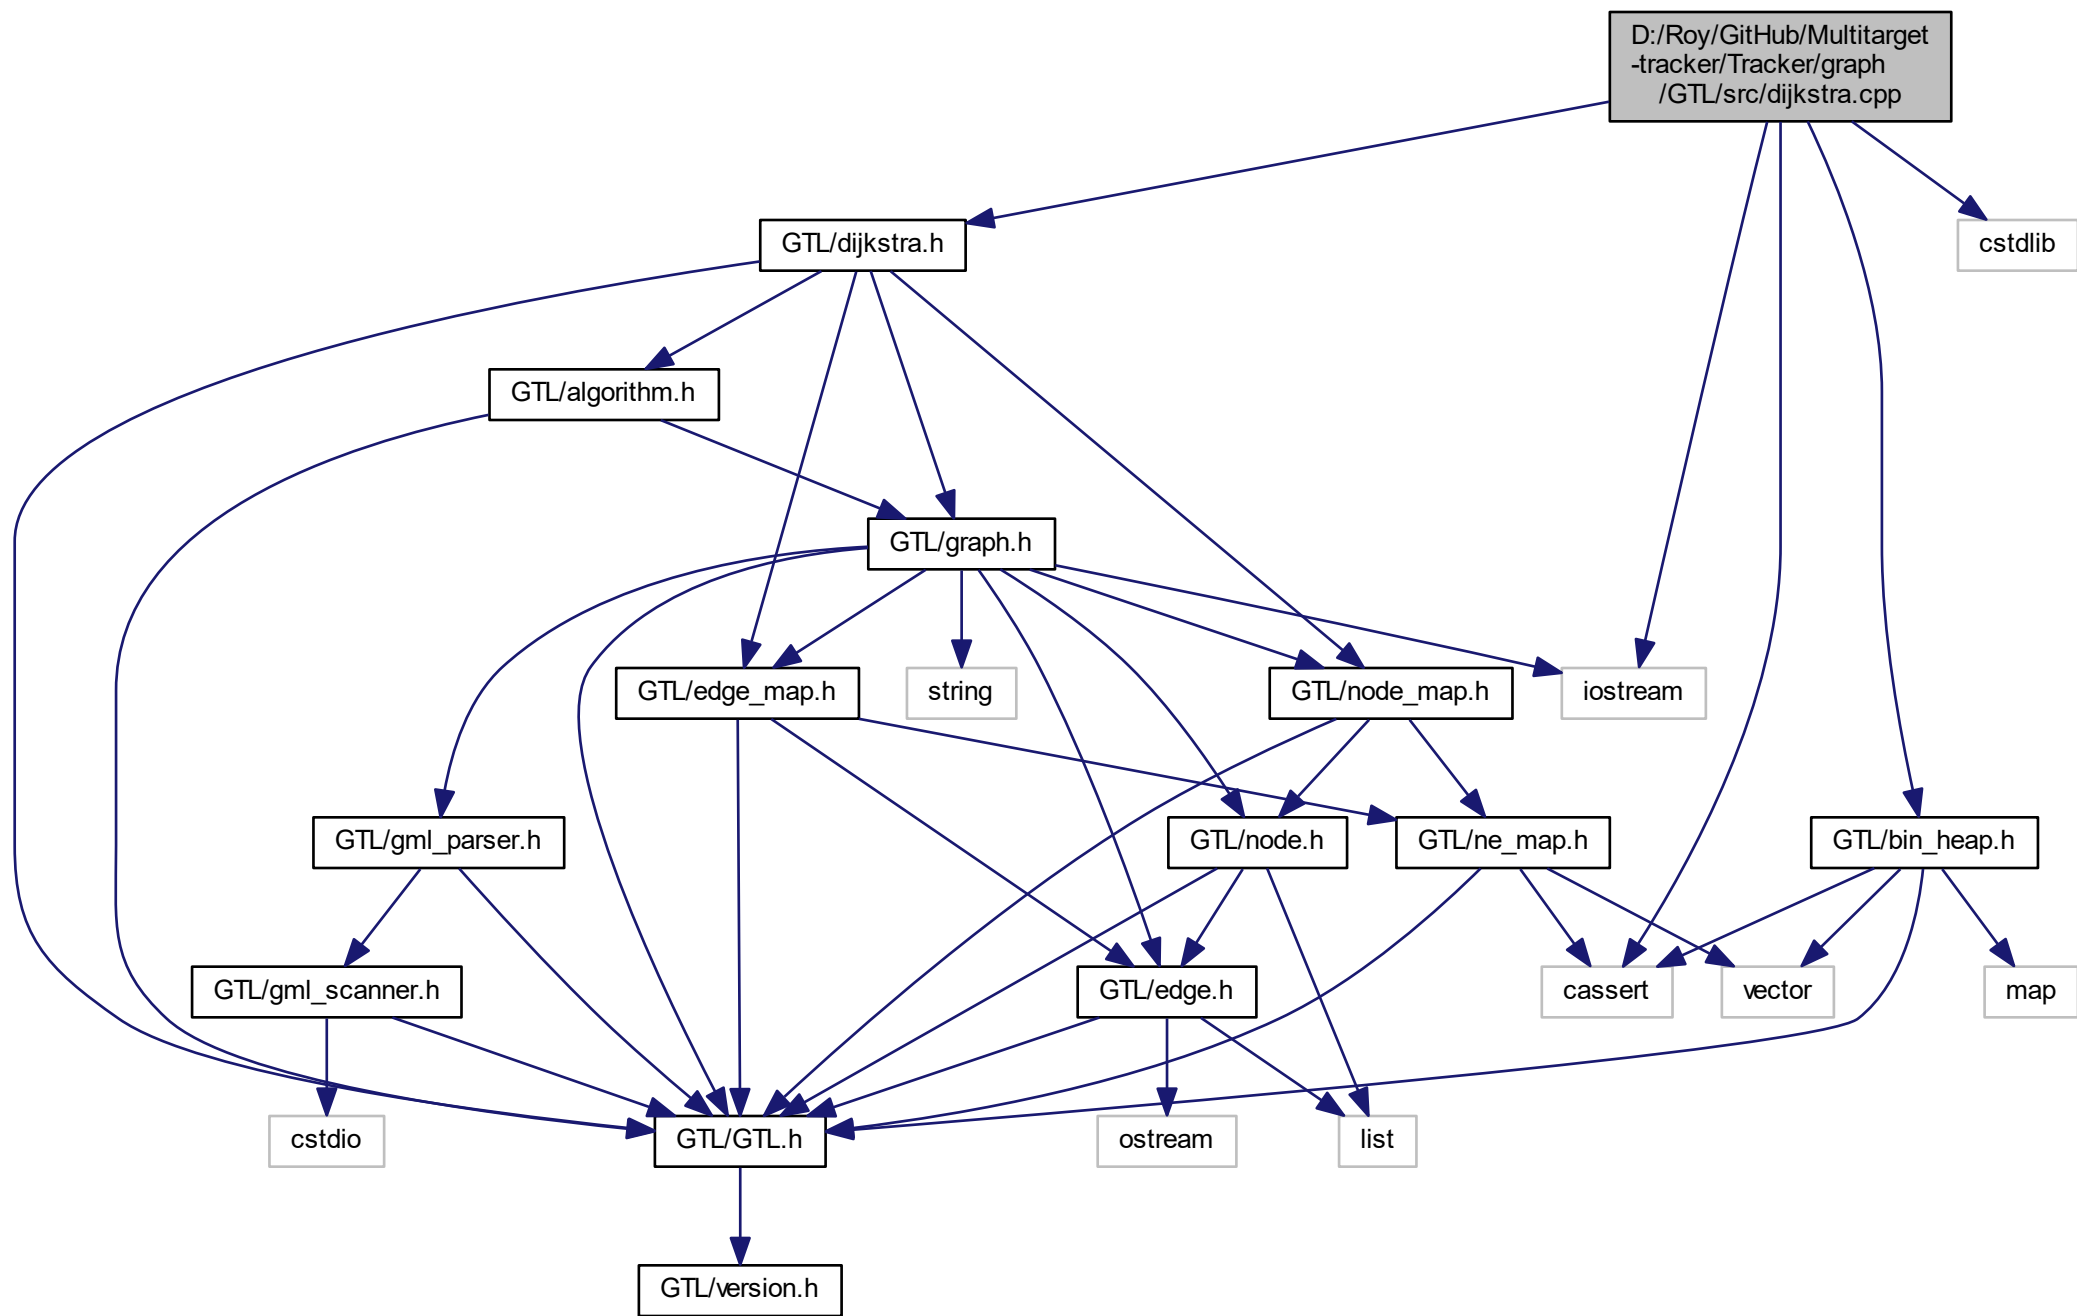 D:/Roy/GitHub/Multitarget
-tracker/Tracker/graph
/GTL/src/dijkstra.cpp
GTL/dijkstra.h
cstdlib
GTL/algorithm.h
GTL/graph.h
GTL/edge_map.h
string
GTL/node_map.h
iostream
GTL/gml_parser.h
GTL/node.h
GTL/ne_map.h
GTL/bin_heap.h
GTL/gml_scanner.h
GTL/edge.h
cassert
vector
map
cstdio
GTL/GTL.h
ostream
list
GTL/version.h